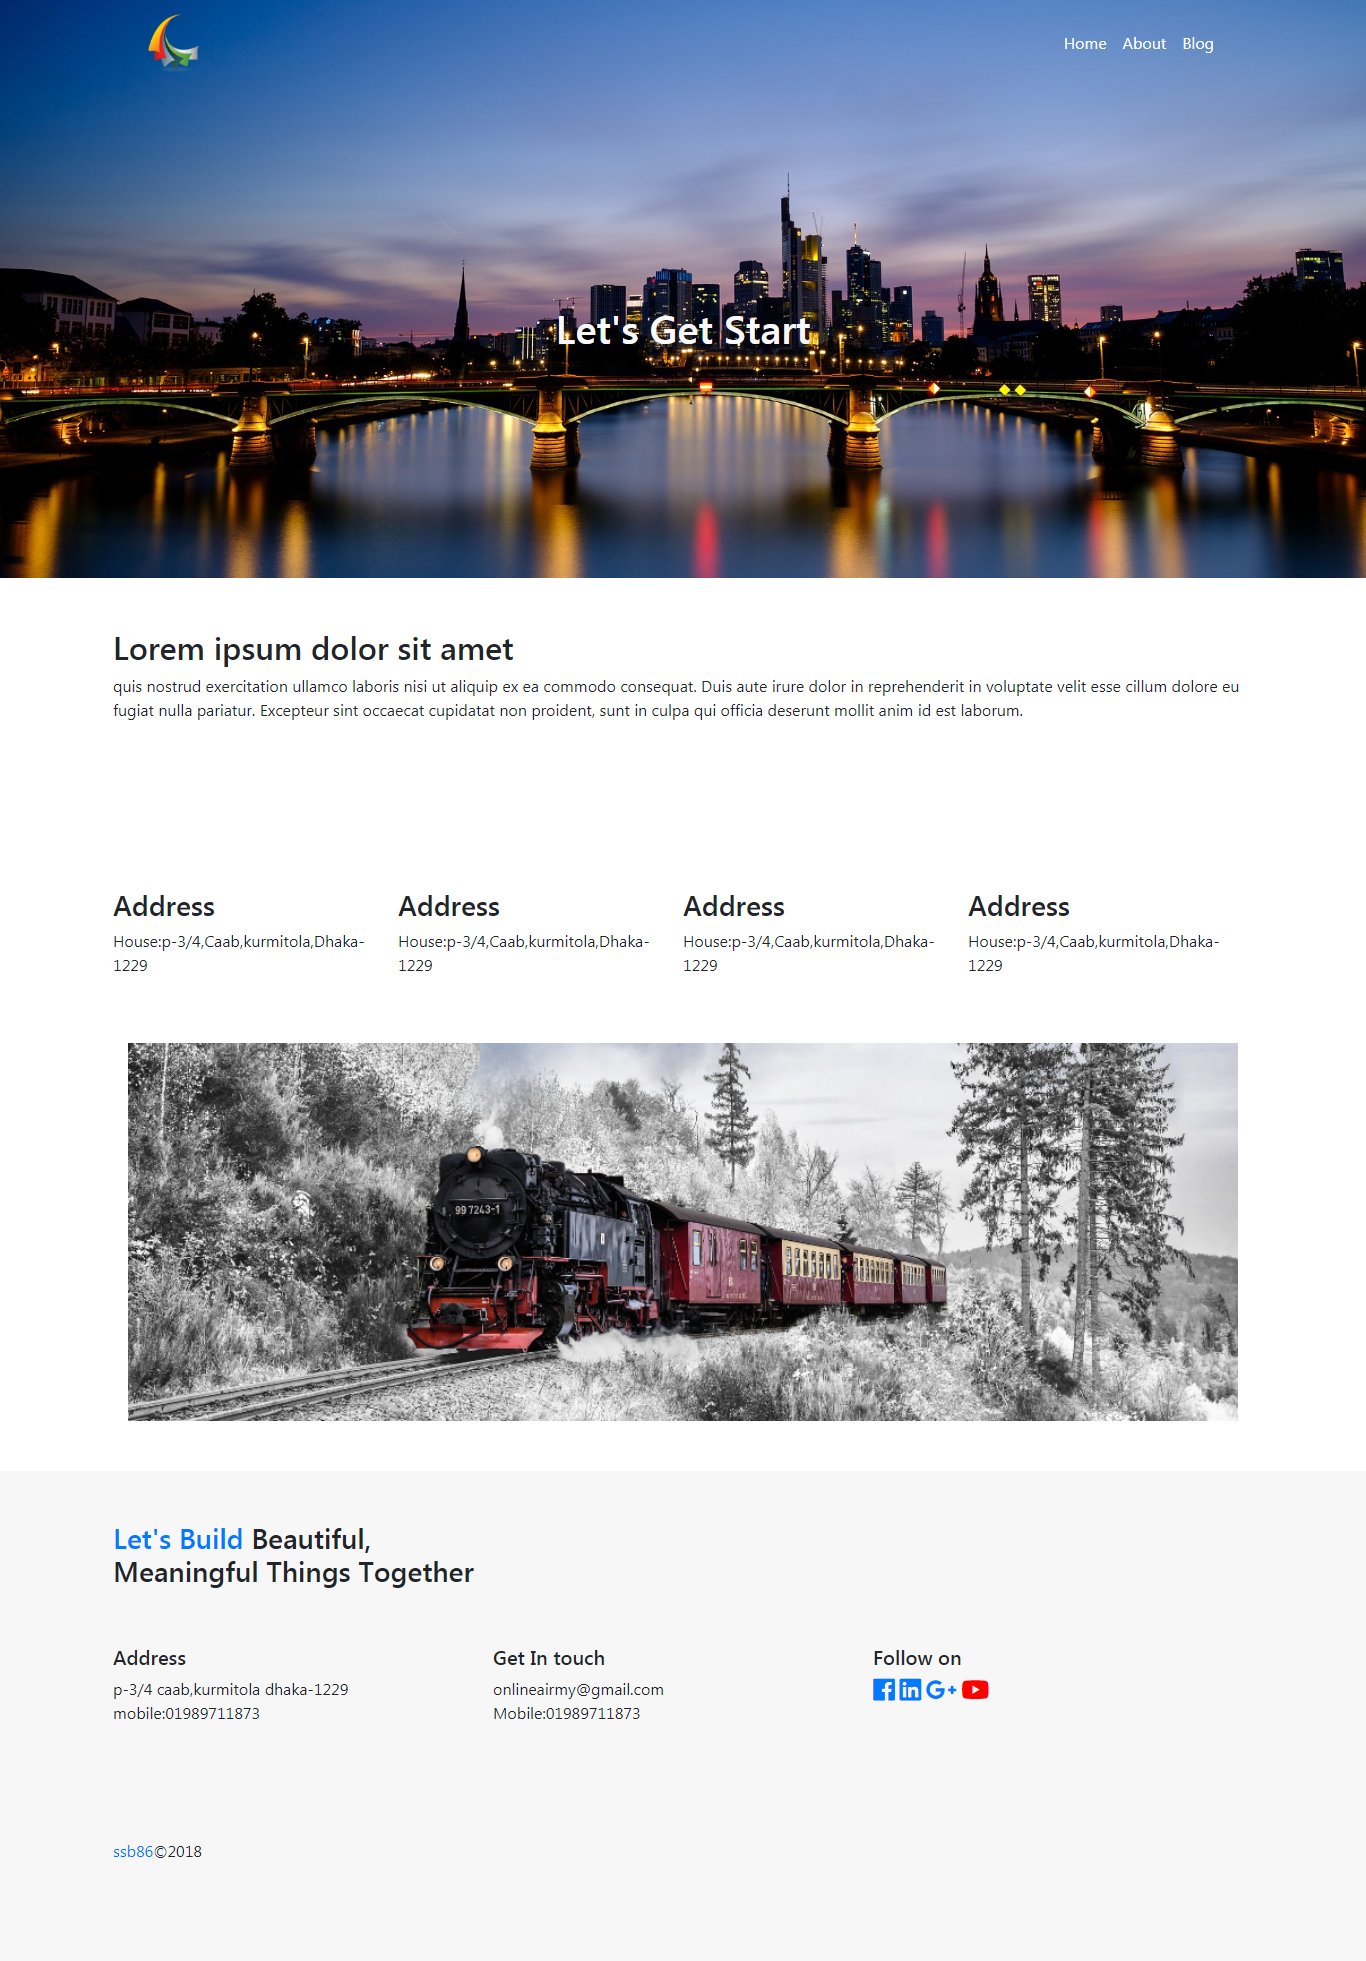 Home About Blog
Let's Get Start
Lorem ipsum dolor sit amet
quis nostrud exercitation ullamco laboris nisi ut aliquip ex ea commodo consequat. Duis aute irure dolor in reprehenderit in voluptate velit esse cillum dolore eu
fugiat nulla pariatur. Excepteur sint occaecat cupidatat non proident, sunt in culpa qui officia deserunt mollit anim id est laborum.
Address
House:p-3/4,Caab,kurmitola,Dhaka-
1229
Address
House:p-3/4,Caab,kurmitola,Dhaka-
1229
Address
House:p-3/4,Caab,kurmitola,Dhaka-
1229
Address
House:p-3/4,Caab,kurmitola,Dhaka-
1229
99 7243-1
Let's Build Beautiful,
Meaningful Things Together
Address
p-3/4 caab,kurmitola dhaka-1229
mobile:01989711873
Get In touch
onlineairmy@gmail.com
Mobile:01989711873
Follow on
ssb86©2018